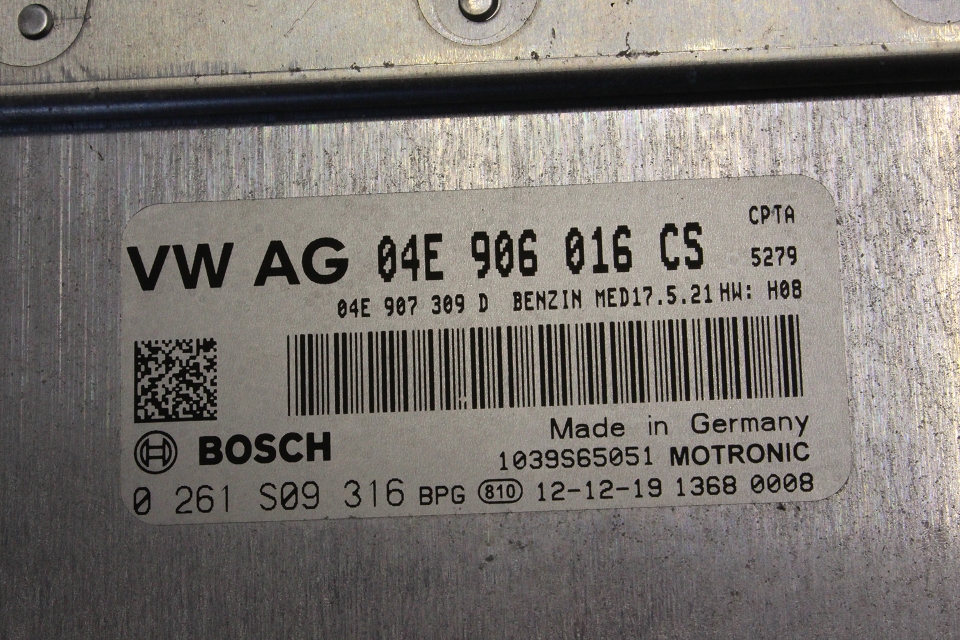 CPTA
VW AG 04E 906 016 CS 5279
04E 907 309 D BENZIN MED17.5.21 HW: H08
Made in Germany
BOSCH 1039S65051 MOTRONIC
0 261 S09 316 BPG 810 12-12-19 1368 0008